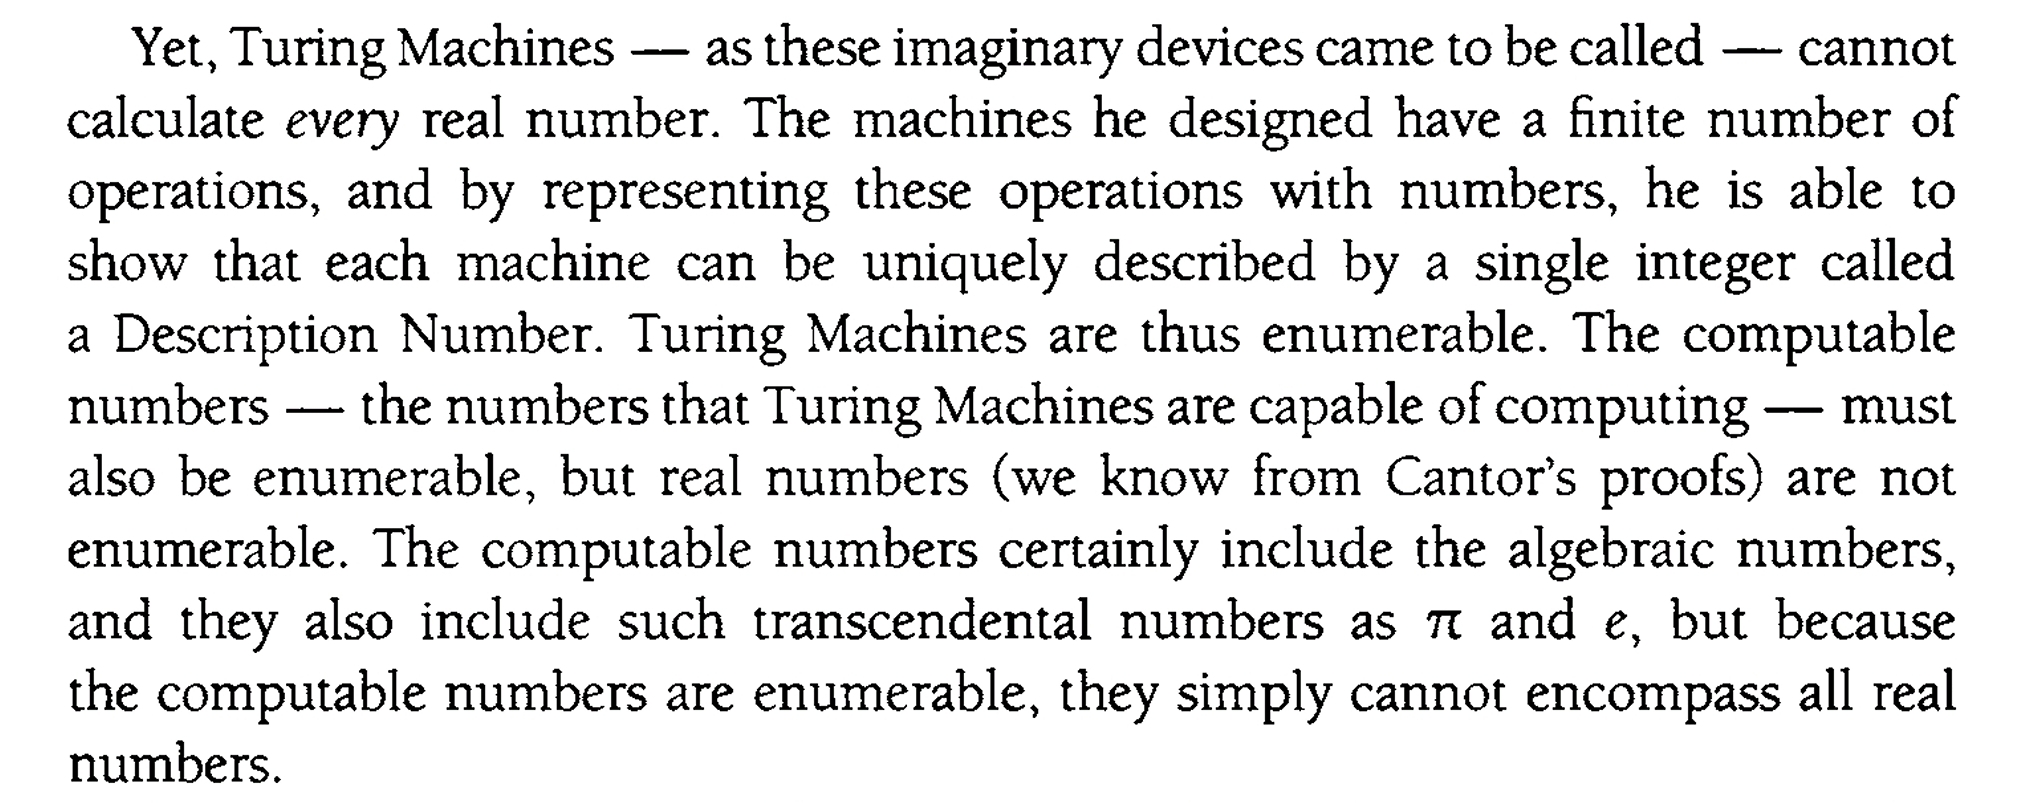 Yet, Turing Machines — as these imaginary devices came to be called — cannot
calculate every real number. The machines he designed have a finite number of
operations, and by representing these operations with numbers, he is able to
show that each machine can be uniquely described by a single integer called
a Description Number. Turing Machines are thus enumerable. The computable
numbers — the numbers that Turing Machines are capable of computing — must
also be enumerable, but real numbers (we know from Cantor’s proofs) are not
enumerable. The computable numbers certainly include the algebraic numbers,
and they also include such transcendental numbers as π and e, but because
the computable numbers are enumerable, they simply cannot encompass all real
numbers.